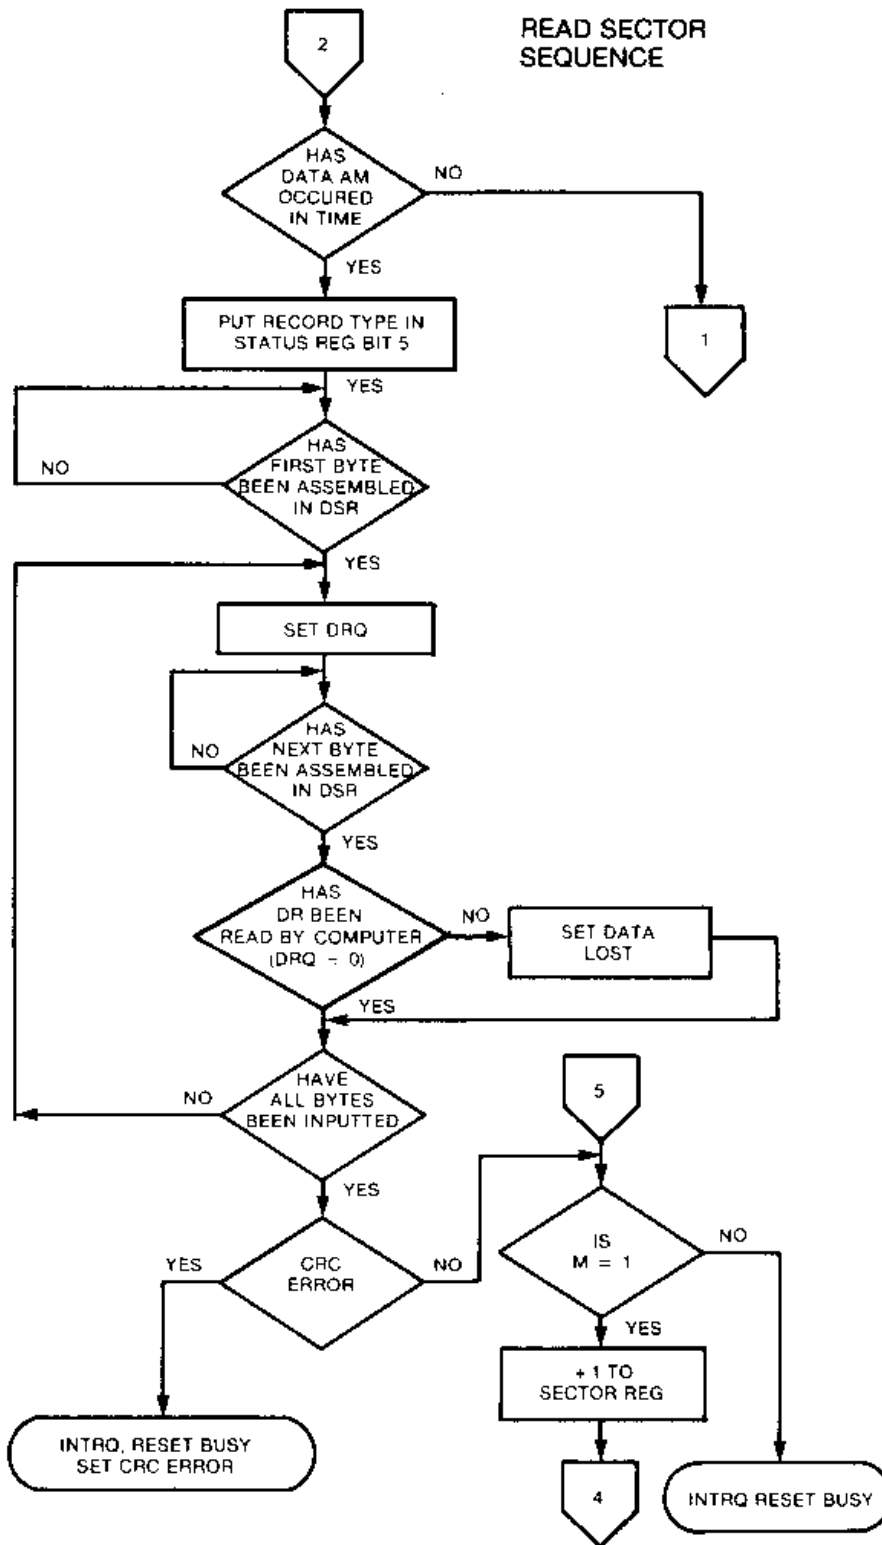 READ SECTOR
SEQUENCE
2
HAS
DATA AM
OCCURED
IN TIME
NO
YES
1
PUT RECORD TYPE IN
STATUS REG BIT 5
YES
HAS
FIRST BYTE
BEEN ASSEMBLED
IN DSR
NO
YES
SET DRQ
HAS
NEXT BYTE
BEEN ASSEMBLED
IN DSR
NO
YES
HAS
DR BEEN
READ BY COMPUTER
(DRQ = 0)
NO
SET DATA
LOST
YES
HAVE
ALL BYTES
BEEN INPUTTED
NO
YES
5
CRC
ERROR
YES
NO
IS
M = 1
NO
YES
+ 1 TO
SECTOR REG
INTRQ, RESET BUSY
SET CRC ERROR
4
INTRQ RESET BUSY